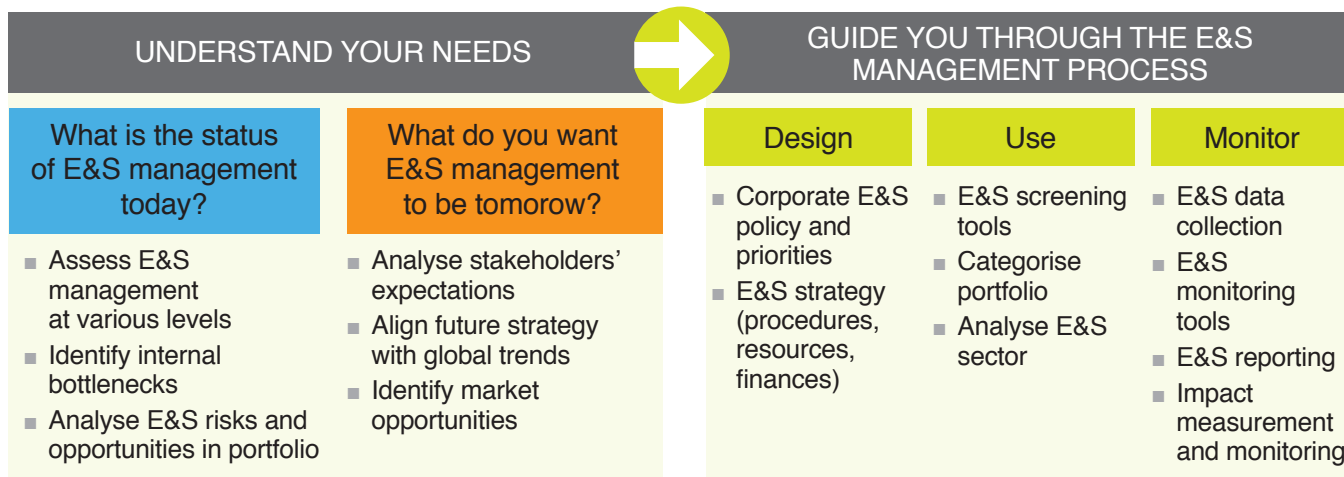 UNDERSTAND YOUR NEEDS
GUIDE YOU THROUGH THE E&S
MANAGEMENT PROCESS
What is the status
of E&S management
today?
■ Assess E&S
management
at various levels
■ Identify internal
bottlenecks
■ Analyse E&S risks and
opportunities in portfolio
What do you want
E&S management
to be tomorow?
■ Analyse stakeholders’
expectations
■ Align future strategy
with global trends
■ Identify market
opportunities
Design
■ Corporate E&S
policy and
priorities
■ E&S strategy
(procedures,
resources,
finances)
Use
■ E&S screening
tools
■ Categorise
portfolio
■ Analyse E&S
sector
Monitor
■ E&S data
collection
■ E&S
monitoring
tools
■ E&S reporting
■ Impact
measurement
and monitoring